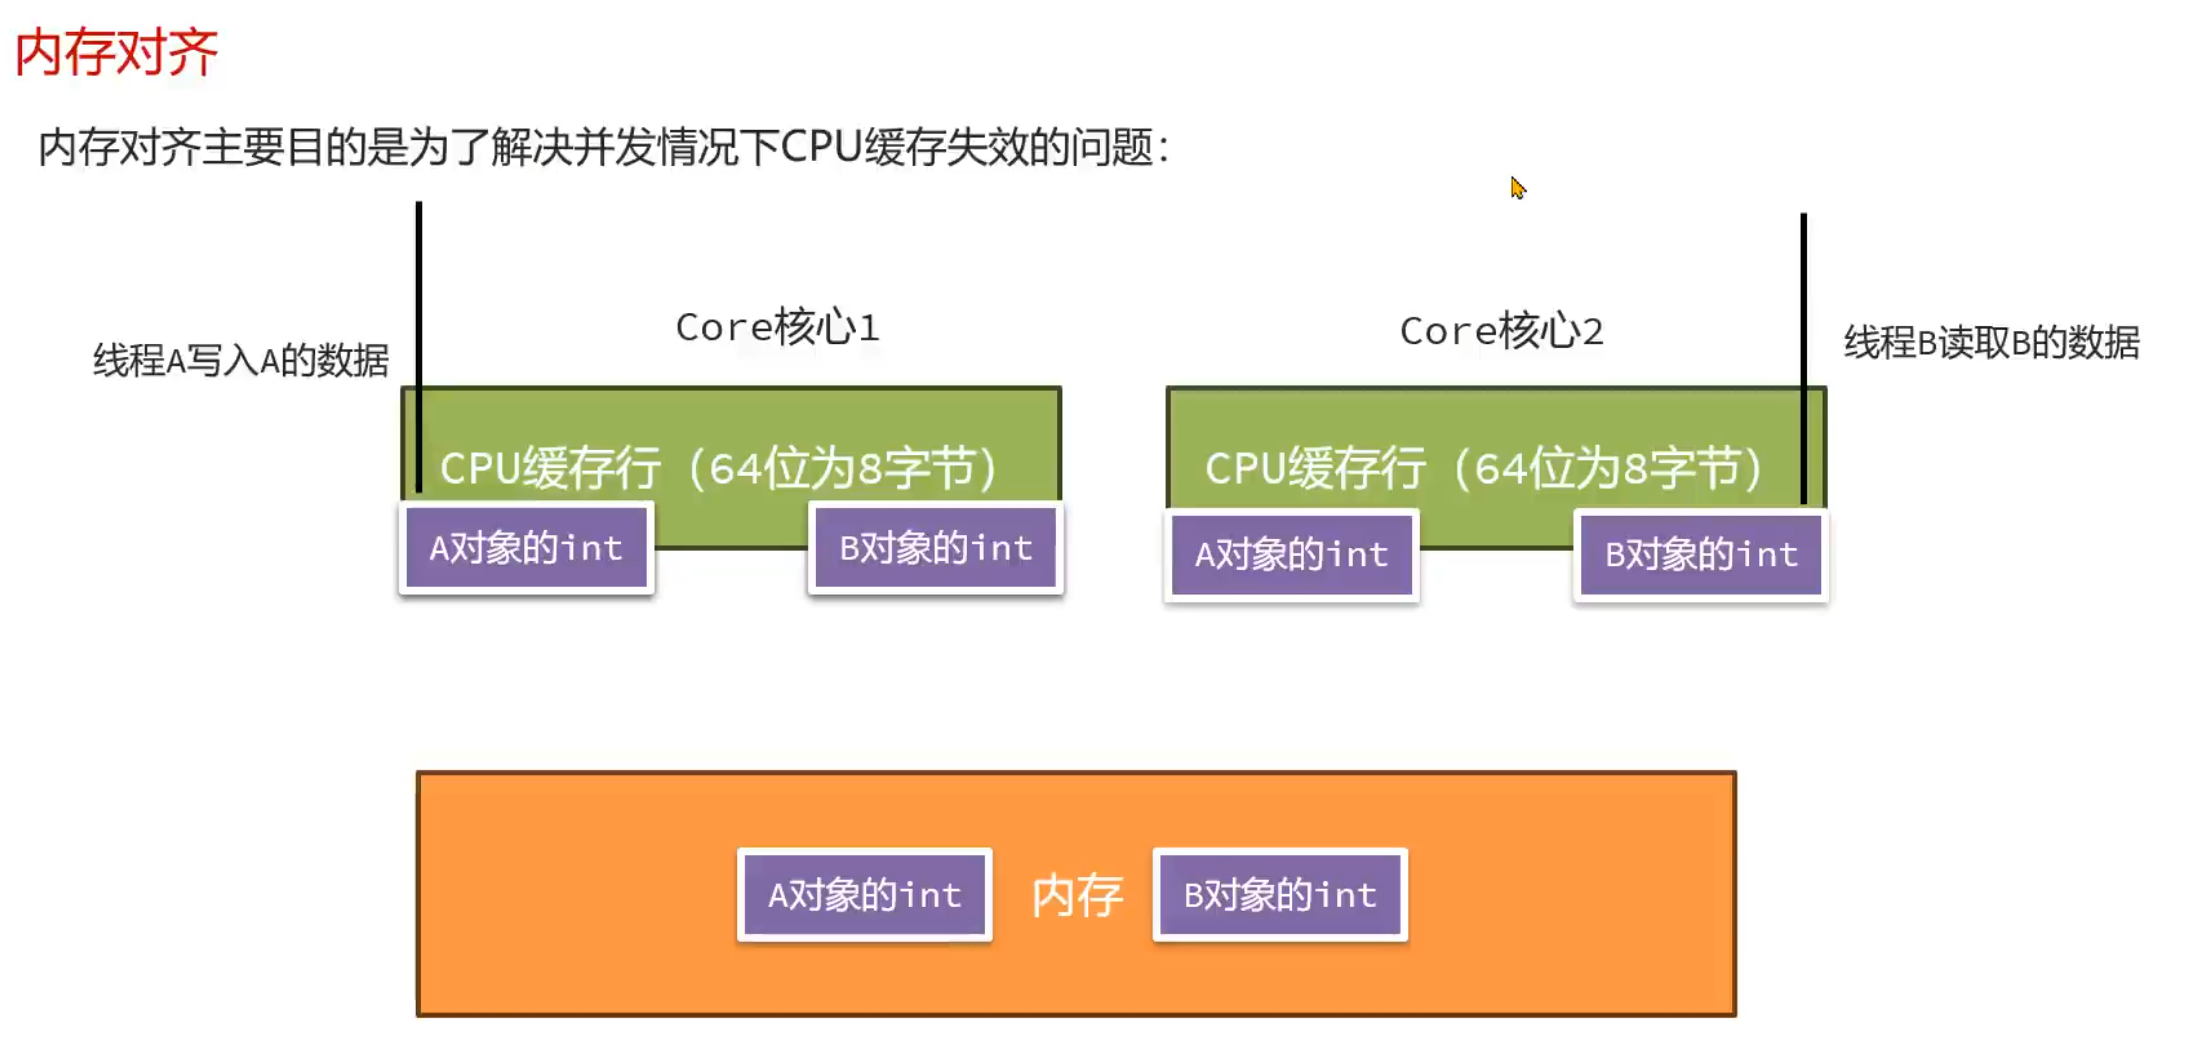 内存对齐
内存对齐主要目的是为了解决并发情况下CPU缓存失效的问题：
Core核心1
Core核心2
线程A写入A的数据
线程B读取B的数据
CPU缓存行（64位为8字节）
CPU缓存行（64位为8字节）
A对象的int
B对象的int
A对象的int
B对象的int
A对象的int
内存
B对象的int